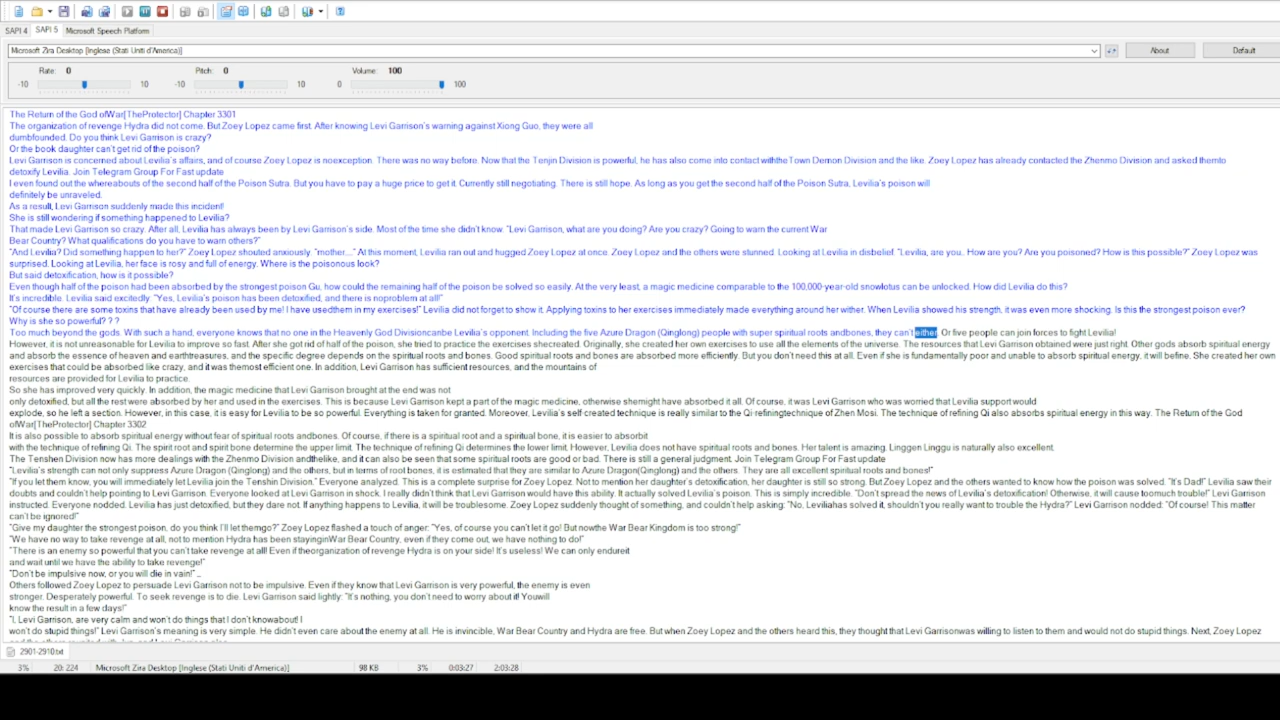 SAPI 4 SAPI 5 Microsoft Speech Platform
Microsoft Zira Desktop [Inglese (Stati Uniti d'America)] About Default
Rate: 0 Pitch: 0 Volume: 100
-10 10 -10 10 0 100
The Return of the God ofWar[TheProtector] Chapter 3301
The organization of revenge Hydra did not come. But Zoey Lopez came first. After knowing Levi Garrison's warning against Xiong Guo, they were all
dumbfounded. Do you think Levi Garrison is crazy?
Or the book daughter can't get rid of the poison?
Levi Garrison is concerned about Levilia's affairs, and of course Zoey Lopez is noexception. There was no way before. Now that the Tenjin Division is powerful, he has also come into contact withthe Town Demon Division and the like. Zoey Lopez has already contacted the Zhenmo Division and asked themto
detoxify Levilia. Join Telegram Group For Fast update
I even found out the whereabouts of the second half of the Poison Sutra. But you have to pay a huge price to get it. Currently still negotiating. There is still hope. As long as you get the second half of the Poison Sutra, Levilia's poison will
definitely be unraveled.
As a result, Levi Garrison suddenly made this incident!
She is still wondering if something happened to Levilia?
That made Levi Garrison so crazy. After all, Levilia has always been by Levi Garrison's side. Most of the time she didn't know. "Levi Garrison, what are you doing? Are you crazy? Going to warn the current War
Bear Country? What qualifications do you have to warn others?"
"And Levilia? Did something happen to her?" Zoey Lopez shouted anxiously. "mother...." At this moment, Levilia ran out and hugged Zoey Lopez at once. Zoey Lopez and the others were stunned. Looking at Levilia in disbelief. "Levilia, are you.. How are you? Are you poisoned? How is this possible?" Zoey Lopez was
surprised. Looking at Levilia, her face is rosy and full of energy. Where is the poisonous look?
But said detoxification, how is it possible?
Even though half of the poison had been absorbed by the strongest poison Gu, how could the remaining half of the poison be solved so easily. At the very least, a magic medicine comparable to the 100,000-year-old snowlotus can be unlocked. How did Levilia do this?
It's incredible. Levilia said excitedly: "Yes, Levilia's poison has been detoxified, and there is noproblem at all!"
"Of course there are some toxins that have already been used by me! I have usedthem in my exercises!" Levilia did not forget to show it. Applying toxins to her exercises immediately made everything around her wither. When Levilia showed his strength, it was even more shocking. Is this the strongest poison ever?
Why is she so powerful? ? ?
Too much beyond the gods. With such a hand, everyone knows that no one in the Heavenly God Divisioncanbe Levilia's opponent. Including the five Azure Dragon (Qinglong) people with super spiritual roots andbones, they can't either. Or five people can join forces to fight Levilia!
However, it is not unreasonable for Levilia to improve so fast. After she got rid of half of the poison, she tried to practice the exercises shecreated. Originally, she created her own exercises to use all the elements of the universe. The resources that Levi Garrison obtained were just right. Other gods absorb spiritual energy
and absorb the essence of heaven and earthtreasures, and the specific degree depends on the spiritual roots and bones. Good spiritual roots and bones are absorbed more efficiently. But you don't need this at all. Even if she is fundamentally poor and unable to absorb spiritual energy, it will befine. She created her own
exercises that could be absorbed like crazy, and it was themost efficient one. In addition, Levi Garrison has sufficient resources, and the mountains of
resources are provided for Levilia to practice.
So she has improved very quickly. In addition, the magic medicine that Levi Garrison brought at the end was not
only detoxified, but all the rest were absorbed by her and used in the exercises. This is because Levi Garrison kept a part of the magic medicine, otherwise shemight have absorbed it all. Of course, it was Levi Garrison who was worried that Levilia support would
explode, so he left a section. However, in this case, it is easy for Levilia to be so powerful. Everything is taken for granted. Moreover, Levilia's self-created technique is really similar to the Qi refiningtechnique of Zhen Mosi. The technique of refining Qi also absorbs spiritual energy in this way. The Return of the God
ofWar[TheProtector] Chapter 3302
It is also possible to absorb spiritual energy without fear of spiritual roots andbones. Of course, if there is a spiritual root and a spiritual bone, it is easier to absorbit
with the technique of refining Qi. The spirit root and spirit bone determine the upper limit. The technique of refining Qi determines the lower limit. However, Levilia does not have spiritual roots and bones. Her talent is amazing. Linggen Linggu is naturally also excellent.
The Tenshen Division now has more dealings with the Zhenmo Division andthelike, and it can also be seen that some spiritual roots are good or bad. There is still a general judgment. Join Telegram Group For Fast update
"Levilia's strength can not only suppress Azure Dragon (Qinglong) and the others, but in terms of root bones, it is estimated that they are similar to Azure Dragon(Qinglong) and the others. They are all excellent spiritual roots and bones!"
"If you let them know, you will immediately let Levilia join the Tenshin Division." Everyone analyzed. This is a complete surprise for Zoey Lopez. Not to mention her daughter's detoxification, her daughter is still so strong. But Zoey Lopez and the others wanted to know how the poison was solved. "It's Dad!" Levilia saw their
doubts and couldn't help pointing to Levi Garrison. Everyone looked at Levi Garrison in shock. I really didn't think that Levi Garrison would have this ability. It actually solved Levilia's poison. This is simply incredible. "Don't spread the news of Levilia's detoxification! Otherwise, it will cause toomuch trouble!" Levi Garrison
instructed. Everyone nodded. Levilia has just detoxified, but they dare not. If anything happens to Levilia, it will be troublesome. Zoey Lopez suddenly thought of something, and couldn't help asking: "No, Leviliahas solved it, shouldn't you really want to trouble the Hydra?" Levi Garrison nodded: "Of course! This matter
can't be ignored!"
"Give my daughter the strongest poison, do you think I'll let themgo?" Zoey Lopez flashed a touch of anger: "Yes, of course you can't let it go! But nowthe War Bear Kingdom is too strong!"
"We have no way to take revenge at all, not to mention Hydra has been stayinginWar Bear Country, even if they come out, we have nothing to do!"
"There is an enemy so powerful that you can't take revenge at all! Even if theorganization of revenge Hydra is on your side! It's useless! We can only endureit
and wait until we have the ability to take revenge!"
"Don't be impulsive now, or you will die in vain!" ..
Others followed Zoey Lopez to persuade Levi Garrison not to be impulsive. Even if they know that Levi Garrison is very powerful, the enemy is even
stronger. Desperately powerful. To seek revenge is to die. Levi Garrison said lightly: "It's nothing, you don't need to worry about it! Youwill
know the result in a few days!"
"I, Levi Garrison, are very calm and won't do things that I don't knowabout! I
won't do stupid things!" Levi Garrison's meaning is very simple. He didn't even care about the enemy at all. He is invincible, War Bear Country and Hydra are free. But when Zoey Lopez and the others heard this, they thought that Levi Garrisonwas willing to listen to them and would not do stupid things. Next, Zoey Lopez
2901-2910.txt
3% 20: 224 Microsoft Zira Desktop [Inglese (Stati Uniti d'America)] 98 KB 3% 0:03:27 2:03:28